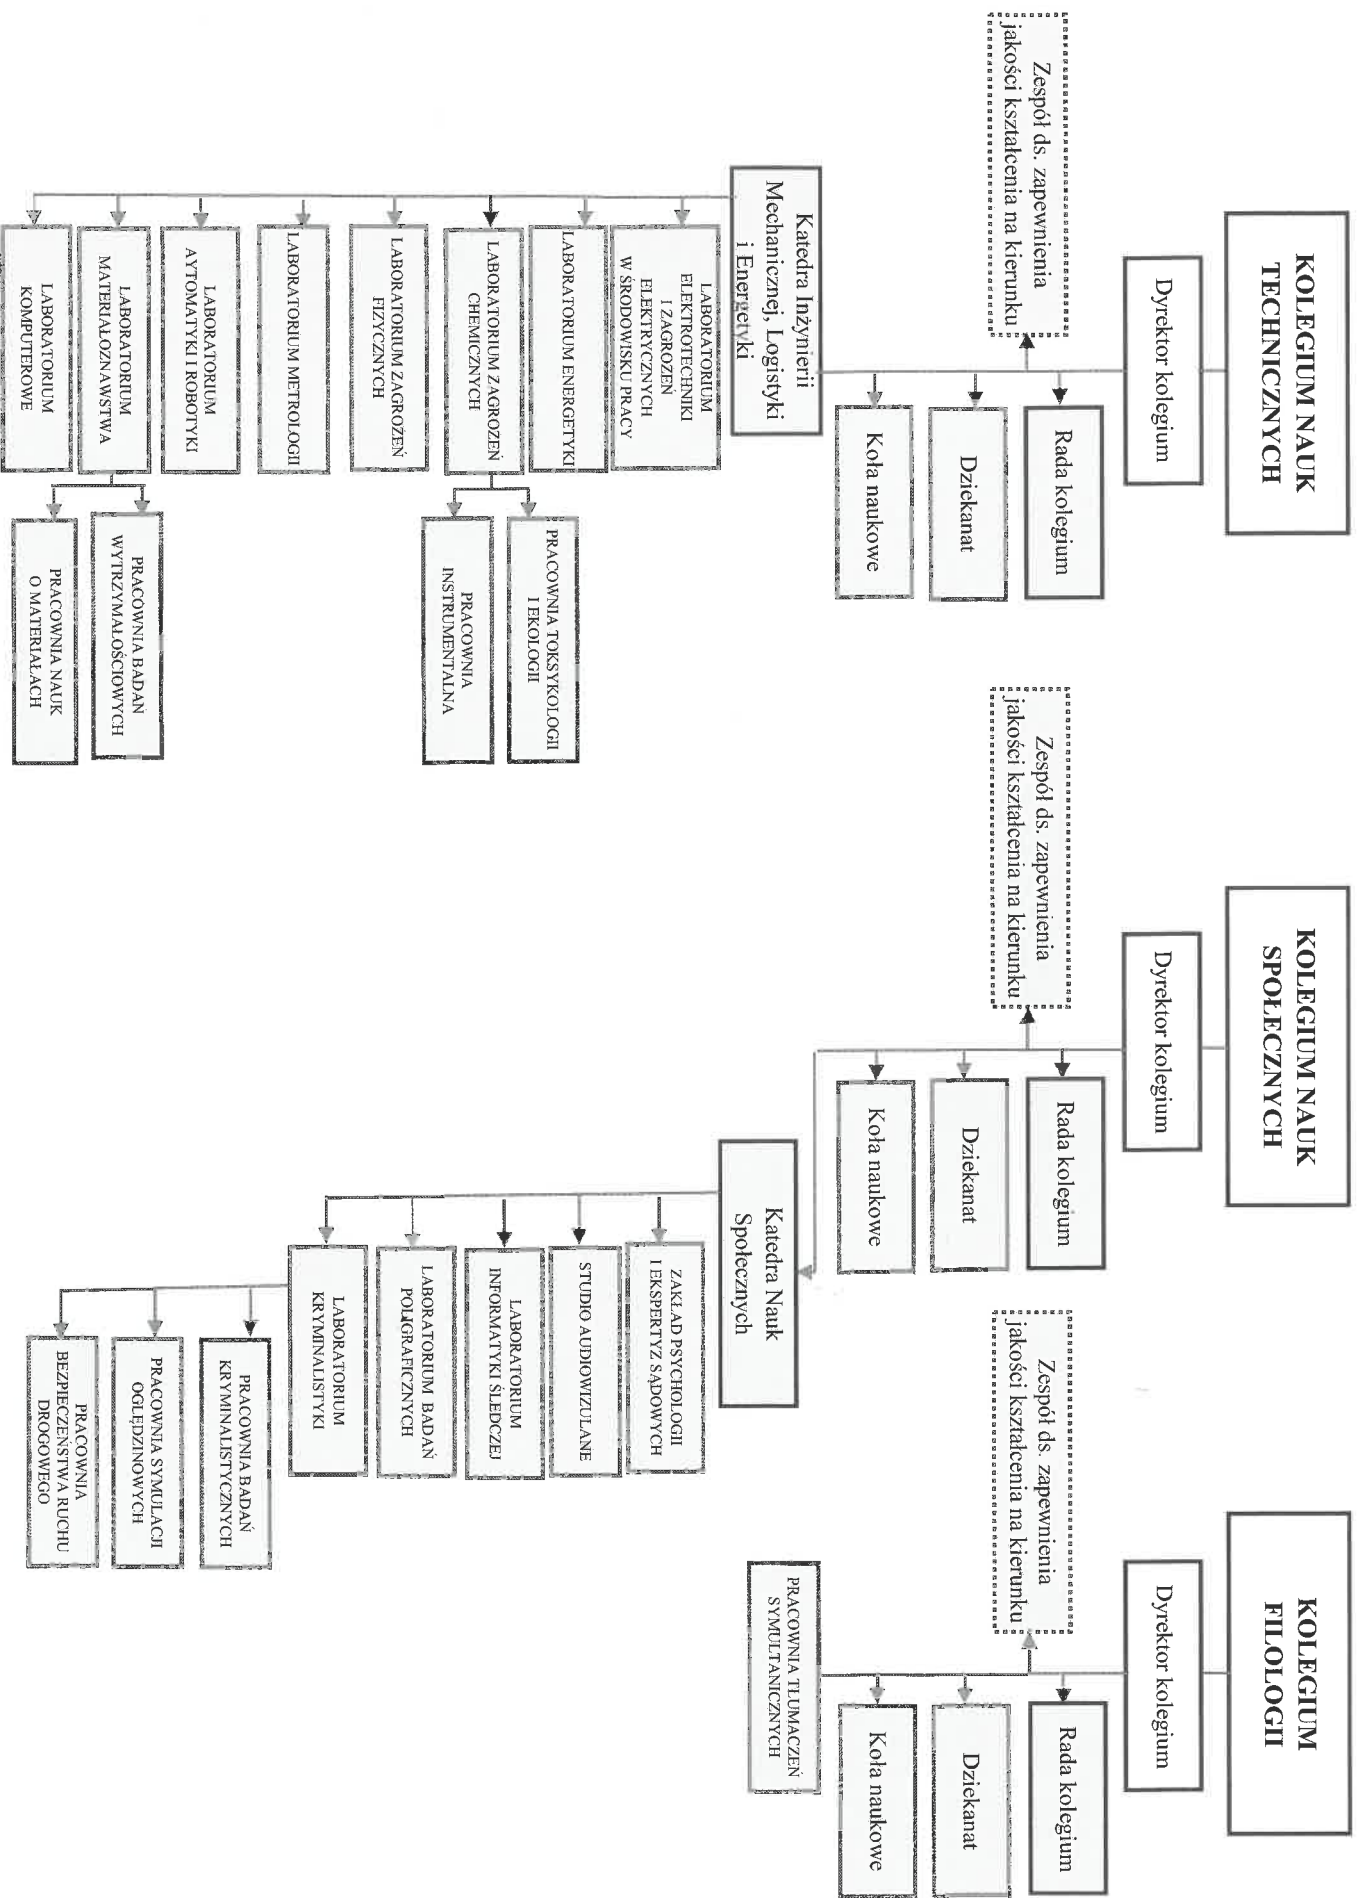 KOLEGIUM NAUK
TECHNICZNYCH
Dyrektor kolegium
Zespół ds. zapewnienia
jakości kształcenia na kierunku
Rada kolegium
Dziekanat
Koła naukowe
Katedra Inżynierii
Mechanicznej, Logistyki
i Energetyki
LABORATORIUM
ELEKTROTECHNIKI
I ZAGROŻEŃ
ELEKTRYCZNYCH
W ŚRODOWISKU PRACY
LABORATORIUM ENERGETYKI
LABORATORIUM ZAGROŻEŃ
CHEMICZNYCH
PRACOWNIA TOKSYKOLOGII
I EKOLOGII
PRACOWNIA
INSTRUMENTALNA
LABORATORIUM ZAGROŻEŃ
FIZYCZNYCH
LABORATORIUM METROLOGII
LABORATORIUM
AYTOMATYKI I ROBOTYKI
LABORATORIUM
MATERIAŁOZNAWSTWA
PRACOWNIA BADAŃ
WYTRZYMAŁOŚCIOWYCH
PRACOWNIA NAUK
O MATERIAŁACH
LABORATORIUM
KOMPUTEROWE
KOLEGIUM NAUK
SPOŁECZNYCH
Dyrektor kolegium
Zespół ds. zapewnienia
jakości kształcenia na kierunku
Rada kolegium
Dziekanat
Koła naukowe
Katedra Nauk
Społecznych
ZAKŁAD PSYCHOLOGII
I EKSPERTYZ SĄDOWYCH
STUDIO AUDIOWIZULANE
LABORATORIUM
INFORMATYKI ŚLEDCZEJ
LABORATORIUM BADAŃ
POLIGRAFICZNYCH
LABORATORIUM
KRYMINALISTYKI
PRACOWNIA BADAŃ
KRYMINALISTYCZNYCH
PRACOWNIA SYMULACJI
OGLĘDZINOWYCH
PRACOWNIA
BEZPIECZEŃSTWA RUCHU
DROGOWEGO
KOLEGIUM
FILOLOGII
Dyrektor kolegium
Zespół ds. zapewnienia
jakości kształcenia na kierunku
Rada kolegium
Dziekanat
Koła naukowe
PRACOWNIA TŁUMACZEŃ
SYMULTANICZNYCH